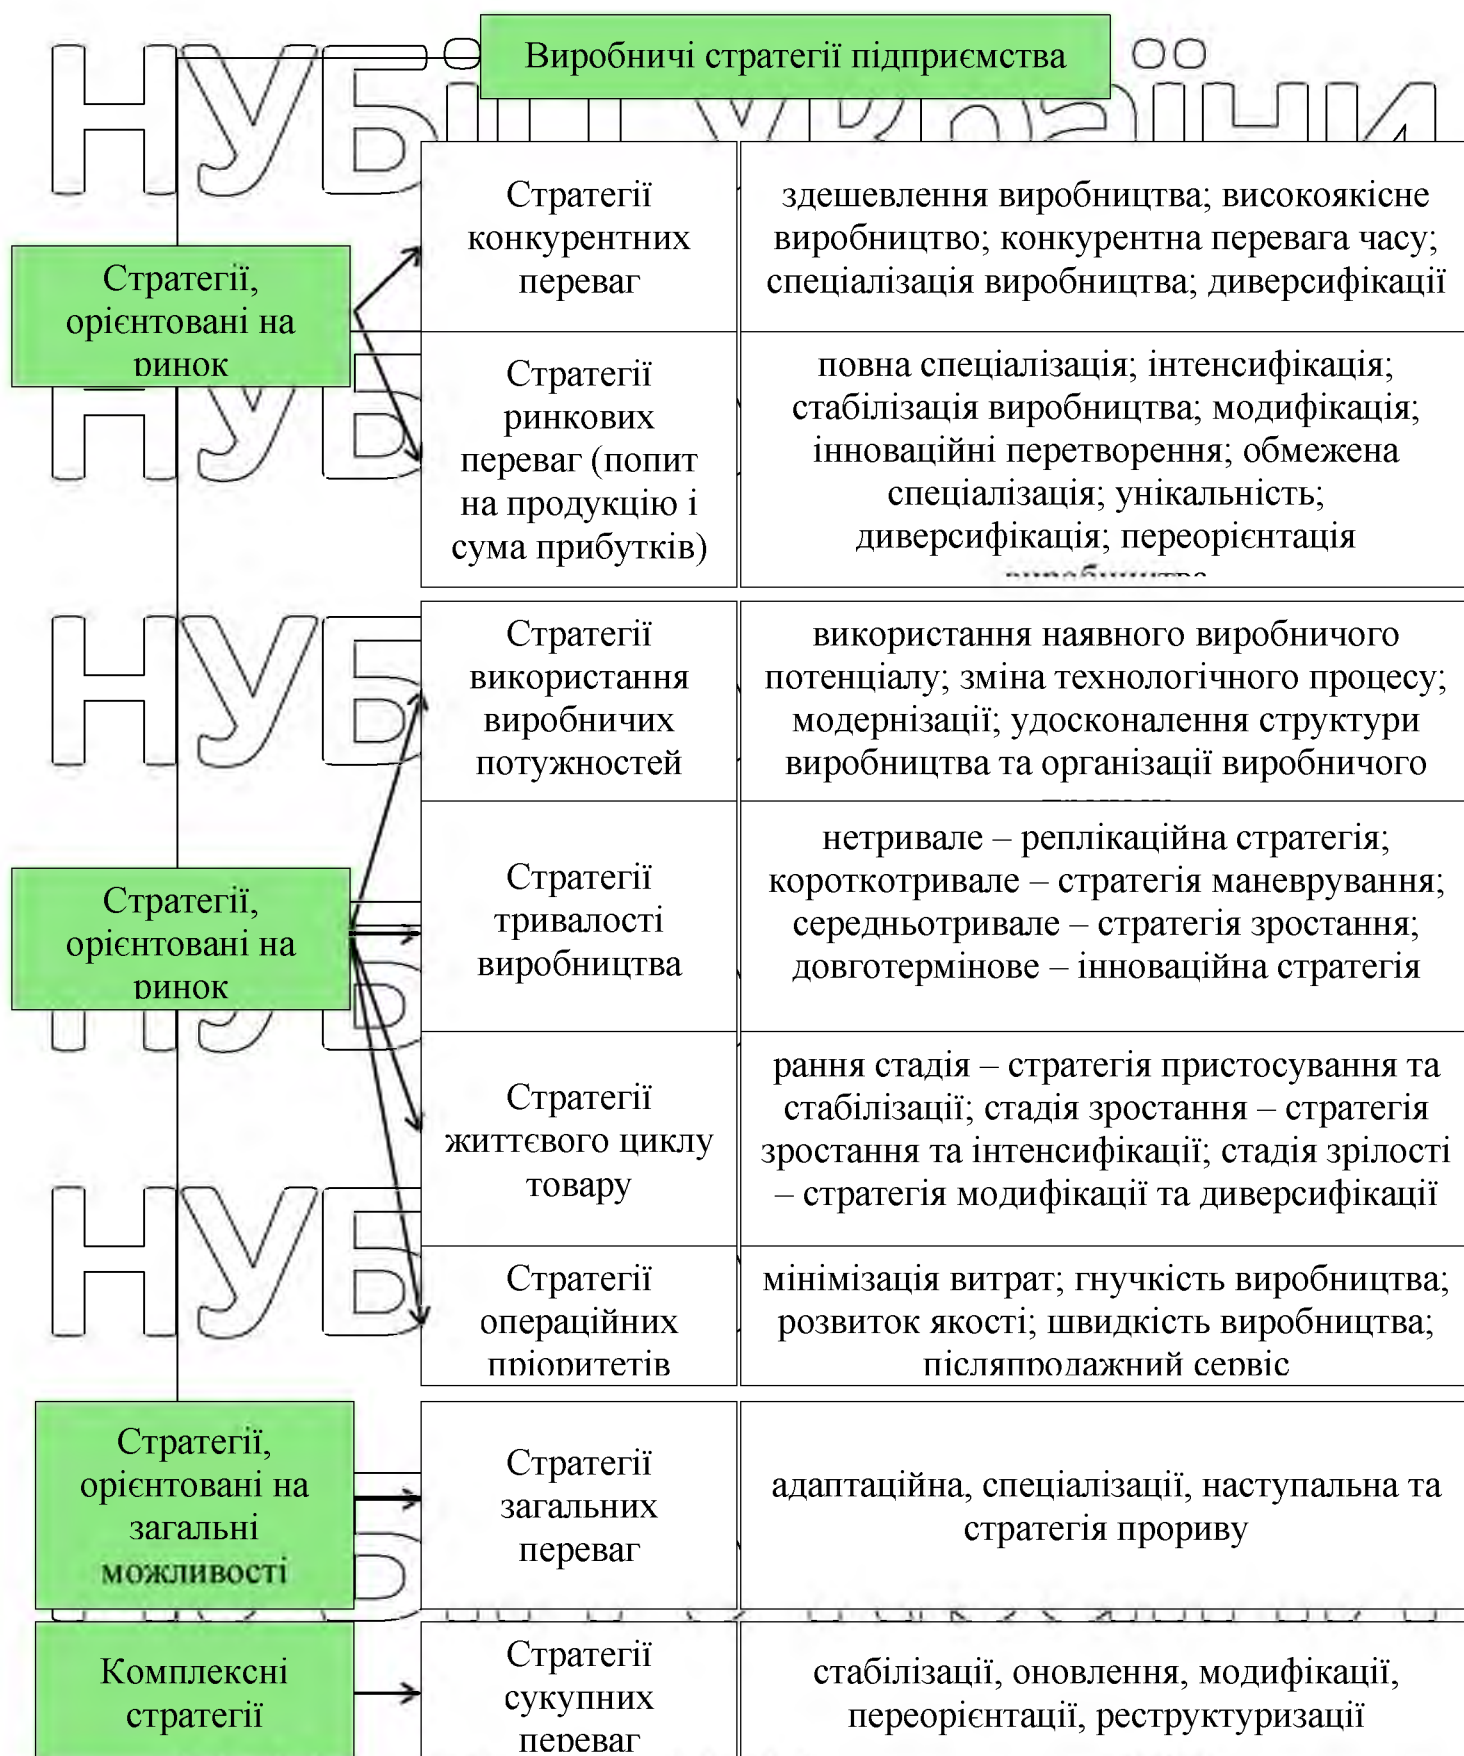 Виробничі стратегії підприємства
НУБіП України
Стратегії,
орієнтовані на
ринок
Стратегії
конкурентних
переваг
здешевлення виробництва; високоякісне
виробництво; конкурентна перевага часу;
спеціалізація виробництва; диверсифікації
НУБ
Стратегії
ринкових
переваг (попит
на продукцію і
сума прибутків)
повна спеціалізація; інтенсифікація;
стабілізація виробництва; модифікація;
інноваційні перетворення; обмежена
спеціалізація; унікальність;
диверсифікація; переорієнтація
виробництва
НУБ
Стратегії
використання
виробничих
потужностей
використання наявного виробничого
потенціалу; зміна технологічного процесу;
модернізації; удосконалення структури
виробництва та організації виробничого
Стратегії,
орієнтовані на
ринок
Стратегії
тривалості
виробництва
нетривале – реплікаційна стратегія;
короткотривале – стратегія маневрування;
середньотривале – стратегія зростання;
довготермінове – інноваційна стратегія
НУБ
Стратегії
життєвого циклу
товару
рання стадія – стратегія пристосування та
стабілізації; стадія зростання – стратегія
зростання та інтенсифікації; стадія зрілості
– стратегія модифікації та диверсифікації
НУБ
Стратегії
операційних
пріоритетів
мінімізація витрат; гнучкість виробництва;
розвиток якості; швидкість виробництва;
післяпродажний сервіс
Стратегії,
орієнтовані на
загальні
можливості
Стратегії
загальних
переваг
адаптаційна, спеціалізації, наступальна та
стратегія прориву
Комплексні
стратегії
Стратегії
сукупних
переваг
стабілізації, оновлення, модифікації,
переорієнтації, реструктуризації